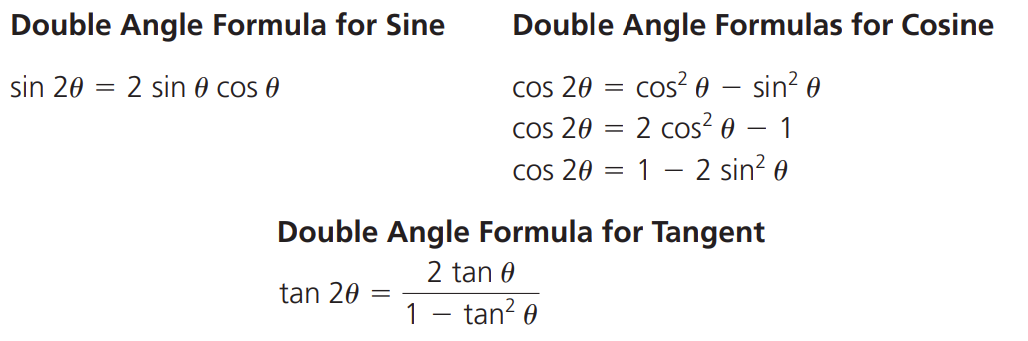 Double Angle Formula for Sine
sin 2θ = 2 sin θ cos θ
Double Angle Formulas for Cosine
cos 2θ = cos² θ − sin² θ
cos 2θ = 2 cos² θ − 1
cos 2θ = 1 − 2 sin² θ
Double Angle Formula for Tangent
tan 2θ = 2 tan θ / 1 − tan² θ